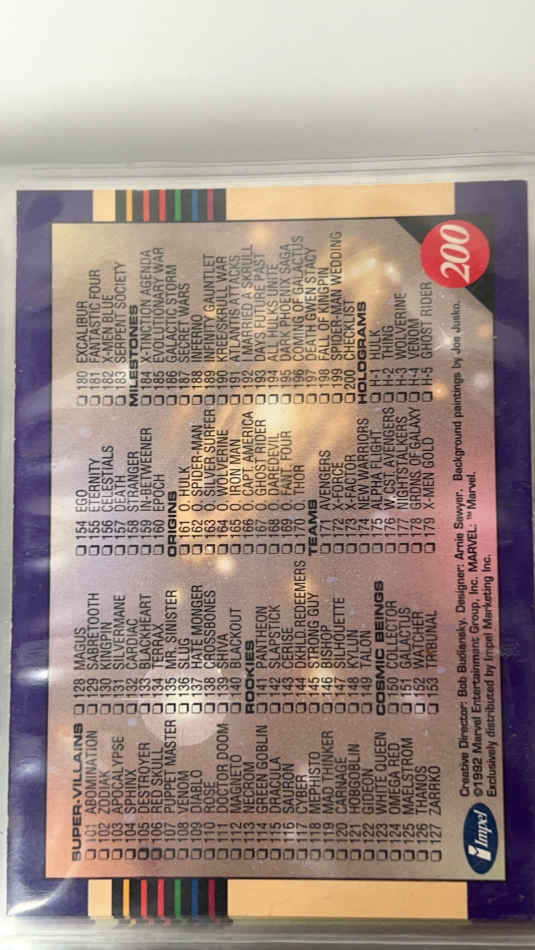 SUPER-VILLAINS
101 ABOMINATION
102 ZODIAK
103 APOCALYPSE
104 SPHINX
105 DESTROYER
106 RED SKULL
107 PUPPET MASTER
108 VENOM
109 DIABLO
110 ROSE
111 DOCTOR DOOM
112 MAGNETO
113 NECROM
114 GREEN GOBLIN
115 DRACULA
116 SAURON
117 CYBER
118 MEPHISTO
119 MAD THINKER
120 CARNAGE
121 HOBGOBLIN
122 GIDEON
123 WHITE QUEEN
124 OMEGA RED
125 MAELSTROM
126 THANOS
127 ZARRKO
128 MAGUS
129 SABRETOOTH
130 KINGPIN
131 SILVERMANE
132 CARDIAC
133 BLACKHEART
134 TERRAX
135 MR. SINISTER
136
137 HATE MONGER
138 CROSSBONES
139 SHIVA
140 BLACKOUT
ROOKIES
141 PANTHEON
142 SLAPSTICK
143 CERISE
144 DKHLD.REDEEMERS
145 STRONG GUY
146 BISHOP
147 SILHOUETTE
148 KYLUN
149 TALON
COSMIC BEINGS
150 COLLECTOR
151 GALACTUS
152 WATCHER
153 TRIBUNAL
154 EGO
155 ETERNITY
156 CELESTIALS
157 DEATH
158 STRANGER
159 IN-BETWEENER
160 EPOCH
ORIGINS
161 O. HULK
162 O. SPIDER-MAN
163 O. SILVER SURFER
164 O. WOLVERINE
165 O. IRON MAN
166 O. CAPT. AMERICA
167 O. GHOST RIDER
168 O. DAREDEVIL
169 O. FANT. FOUR
170 O. THOR
TEAMS
171 AVENGERS
172 X-FORCE
173 X-FACTOR
174 NEW WARRIORS
175 ALPHA FLIGHT
176 W. CST AVENGERS
177 NIGHTSTALKERS
178 GRDNS. OF GALAXY
179 X-MEN GOLD
180 EXCALIBUR
181 FANTASTIC FOUR
182 X-MEN BLUE
183 SERPENT SOCIETY
MILESTONES
184 X-TINCTION AGENDA
185 EVOLUTIONARY WAR
186 GALACTIC STORM
187 SECRET WARS
188 INFERNO
189 INFINITY GAUNTLET
190 KREE/SKRULL WAR
191 ATLANTIS ATTACKS
192 I MARRIED A SKRULL
193 DAYS FUTURE PAST
194 ALL HULKS UNITE
195 DARK PHOENIX SAGA
196 COMING OF GALACTUS
197 DEATH GWEN STACY
198 FALL OF KINGPIN
199 SPIDER-MAN WEDDING
200 CHECKLIST
HOLOGRAMS
H-1 HULK
H-2 THING
H-3 WOLVERINE
H-4 VENOM
H-5 GHOST RIDER
200
Impel
Creative Director: Bob Budiansky. Designer: Arnie Sawyer. Background paintings by Joe Jusko.
©1992 Marvel Entertainment Group, Inc. MARVEL: ™ Marvel.
Exclusively distributed by Impel Marketing Inc.